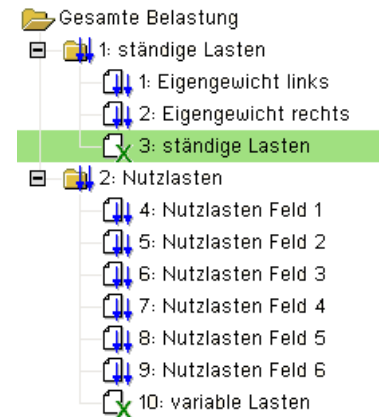 Gesamte Belastung
1: ständige Lasten
1: Eigengewicht links
2: Eigengewicht rechts
3: ständige Lasten
2: Nutzlasten
4: Nutzlasten Feld 1
5: Nutzlasten Feld 2
6: Nutzlasten Feld 3
7: Nutzlasten Feld 4
8: Nutzlasten Feld 5
9: Nutzlasten Feld 6
10: variable Lasten